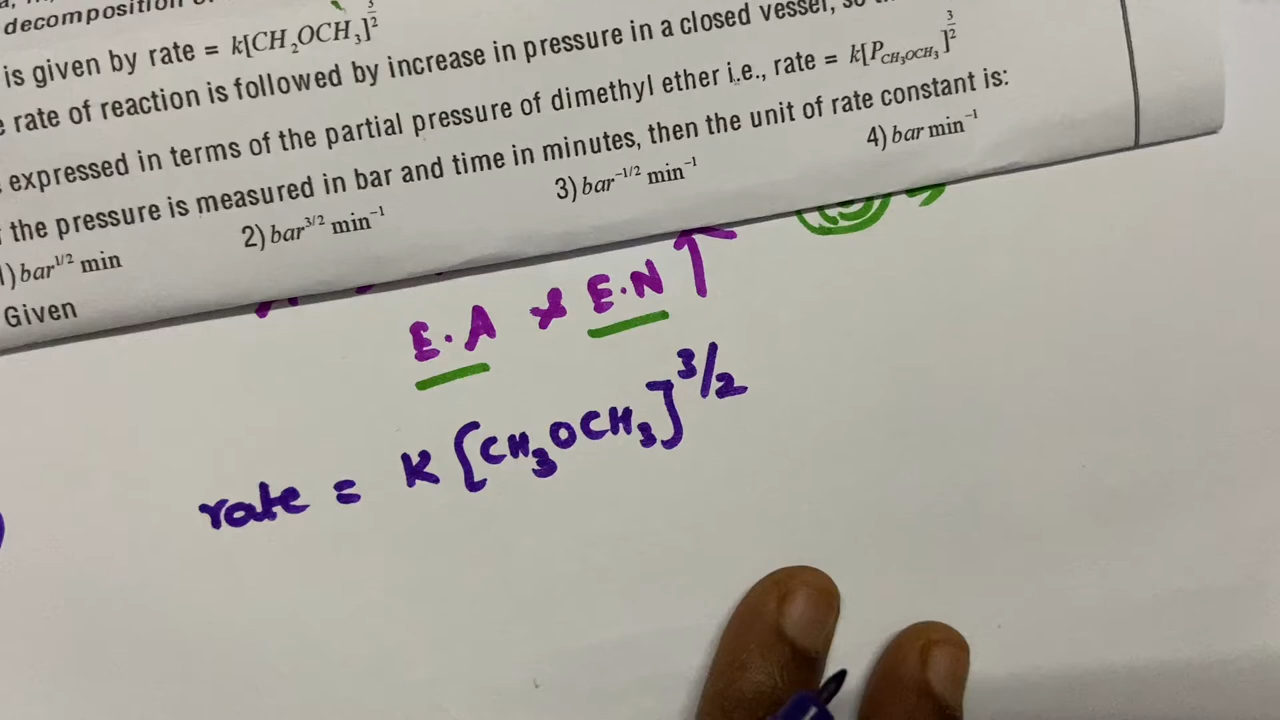 decomposition
is given by rate = k[CH₂OCH₃]^3/2
rate of reaction is followed by increase in pressure in a closed vessel,
expressed in terms of the partial pressure of dimethyl ether i.e., rate = k[P_CH₃OCH₃]^3/2
the pressure is measured in bar and time in minutes, then the unit of rate constant is:
1) bar^1/2 min 2) bar^3/2 min⁻¹ 3) bar^-1/2 min⁻¹ 4) bar min⁻¹
Given
E.A E.N ↑
rate = K [CH₃OCH₃]^3/2